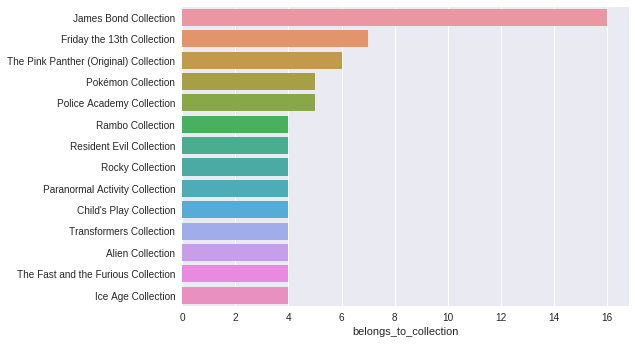 James Bond Collection
Friday the 13th Collection
The Pink Panther (Original) Collection
Pokémon Collection
Police Academy Collection
Rambo Collection
Resident Evil Collection
Rocky Collection
Paranormal Activity Collection
Child's Play Collection
Transformers Collection
Alien Collection
The Fast and the Furious Collection
Ice Age Collection
0 2 4 6 8 10 12 14 16
belongs_to_collection